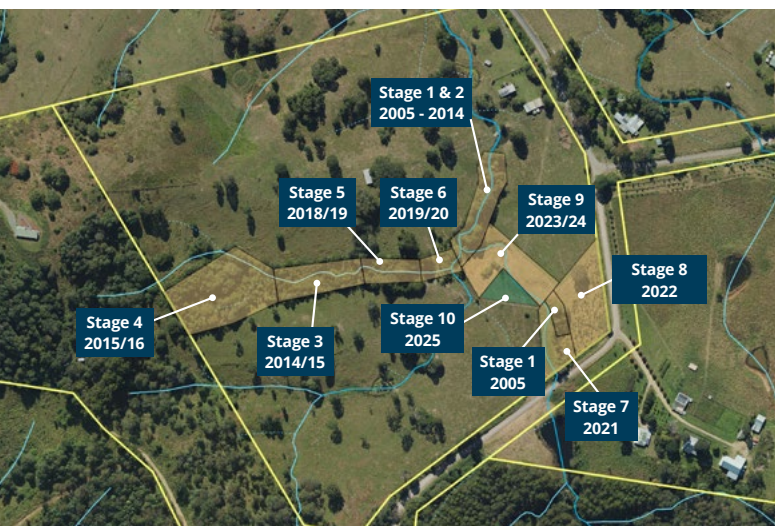 Stage 1 & 2
2005 - 2014
Stage 5
2018/19
Stage 6
2019/20
Stage 9
2023/24
Stage 8
2022
Stage 4
2015/16
Stage 3
2014/15
Stage 10
2025
Stage 1
2005
Stage 7
2021